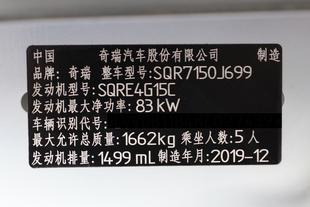 中国 奇瑞汽车股份有限公司 制造
品牌：奇瑞 整车型号：SQR7150J699
发动机型号：SQRE4G15C
发动机最大净功率：83 kW
车辆识别代号：
最大允许总质量：1662kg 乘坐人数：5人
发动机排量：1499 mL 制造年月：2019-12